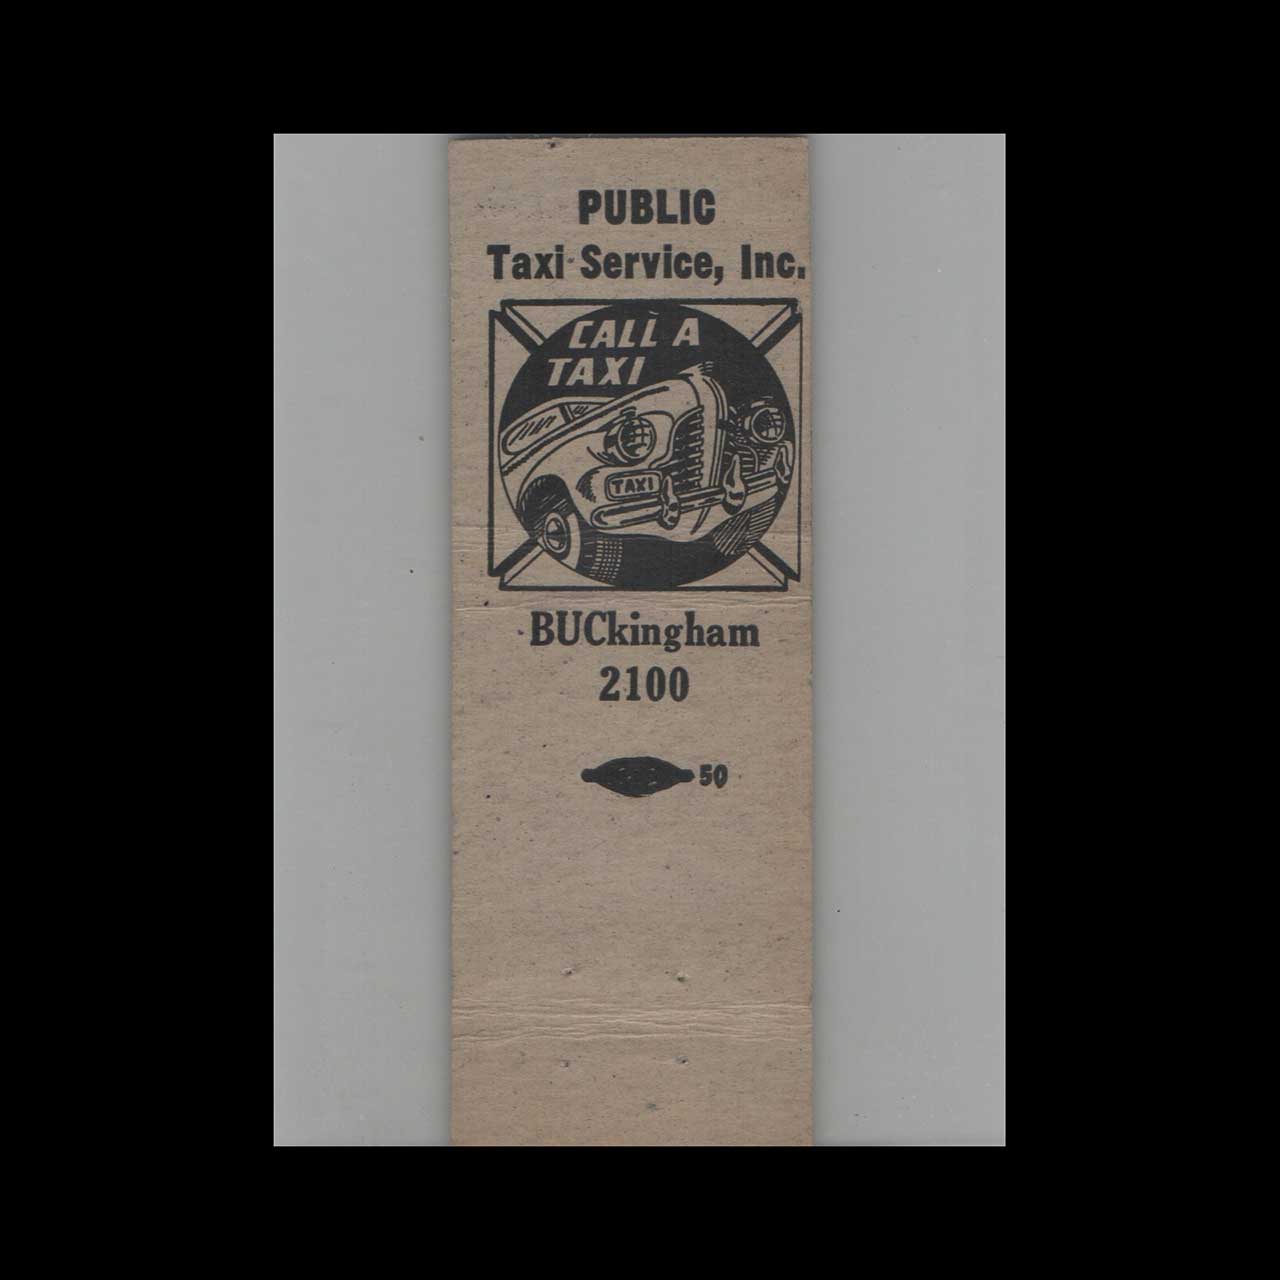 PUBLIC
Taxi Service, Inc.
CALL A
TAXI
TAXI
BUCkingham
2100
50